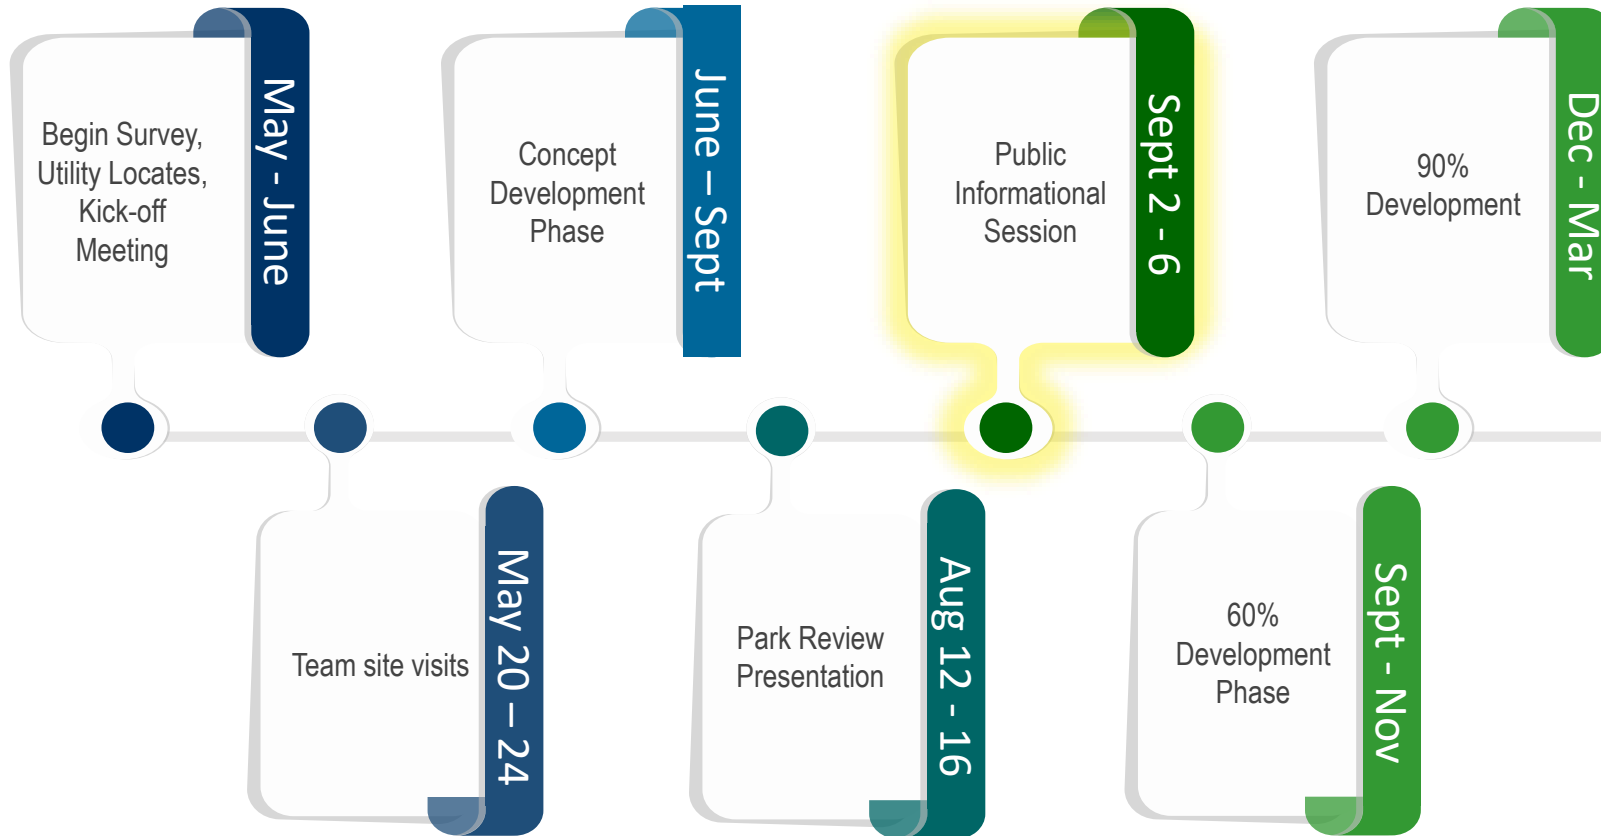 Begin Survey,
Utility Locates,
Kick-off
Meeting
May - June
Team site visits
May 20 – 24
Concept
Development
Phase
June – Sept
Park Review
Presentation
Aug 12 - 16
Public
Informational
Session
Sept 2 - 6
60%
Development
Phase
Sept - Nov
90%
Development
Dec - Mar